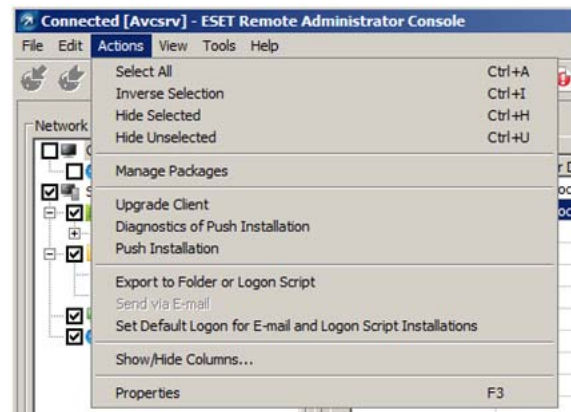 Connected [Avcsrv] - ESET Remote Administrator Console
File Edit Actions View Tools Help
Select All Ctrl+A
Inverse Selection Ctrl+I
Hide Selected Ctrl+H
Hide Unselected Ctrl+U
Network
Manage Packages
Upgrade Client
Diagnostics of Push Installation
Push Installation
Export to Folder or Logon Script
Send via E-mail
Set Default Logon for E-mail and Logon Script Installations
Show/Hide Columns...
Properties F3